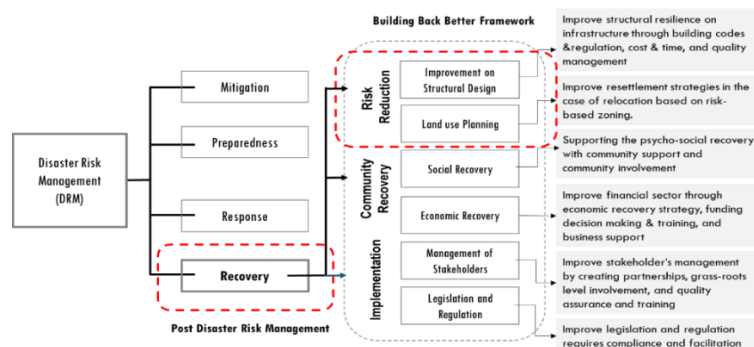 Building Back Better Framework
Disaster Risk
Management
(DRM)
Mitigation
Preparedness
Response
Recovery
Post Disaster Risk Management
Risk
Reduction
Improvement on
Structural Design
Land use Planning
Community
Recovery
Social Recovery
Economic Recovery
Implementation
Management of
Stakeholders
Legislation and
Regulation
Improve structural resilience on
infrastructure through building codes
&regulation, cost & time, and quality
management
Improve resettlement strategies in the
case of relocation based on risk-
based zoning.
Supporting the psycho-social recovery
with community support and
community involvement
Improve financial sector through
economic recovery strategy, funding
decision making & training, and
business support
Improve stakeholder's management
by creating partnerships, grass-roots
level involvement, and quality
assurance and training
Improve legislation and regulation
requires compliance and facilitation